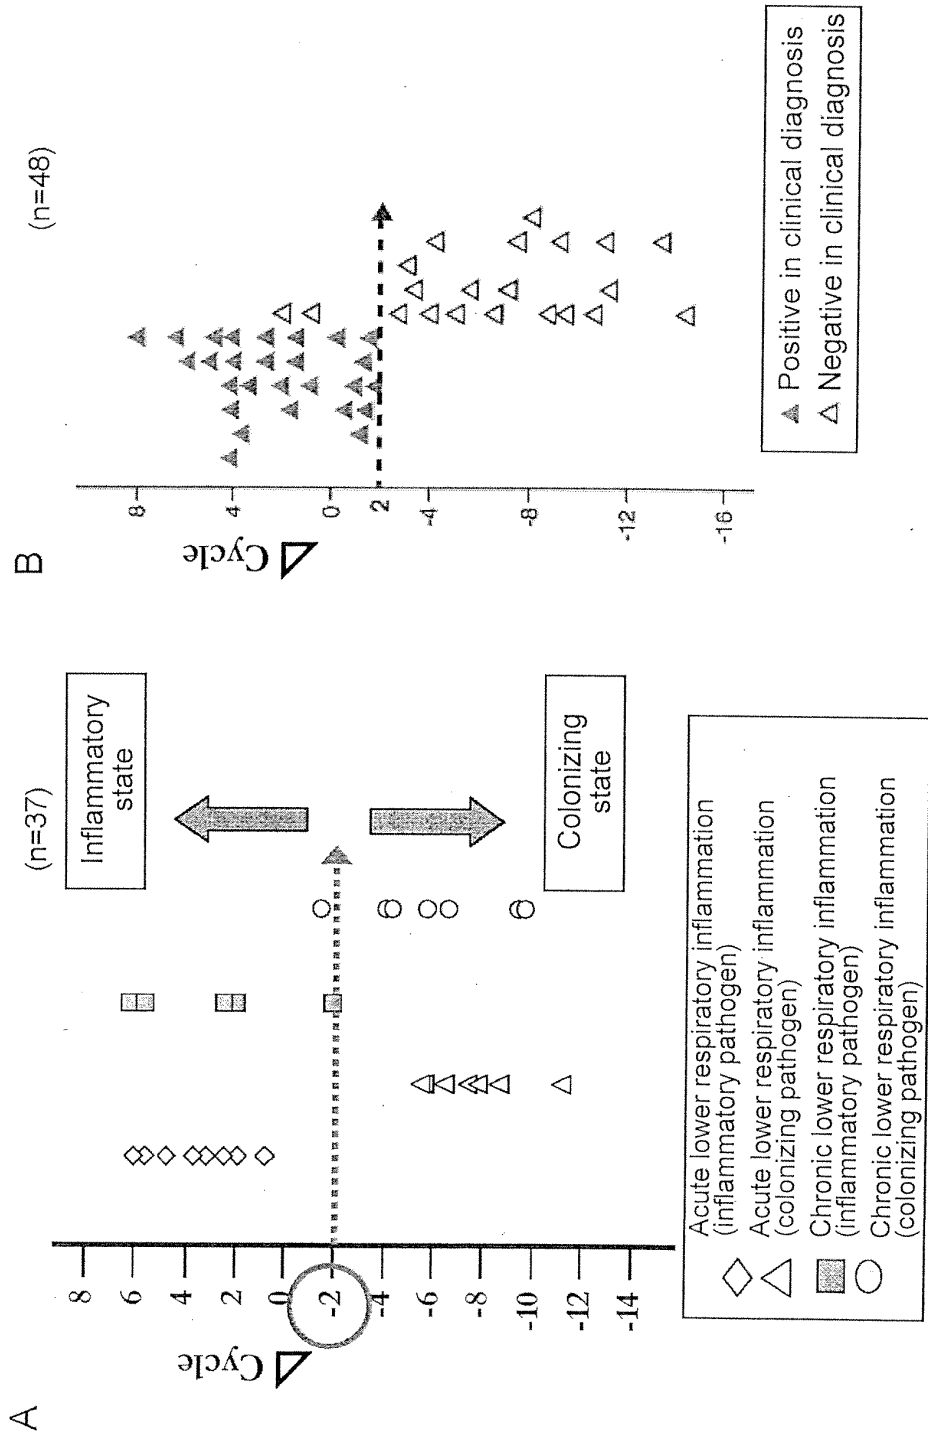 A
(n=37)
Δ Cycle
8
6
4
2
0
-2
-4
-6
-8
-10
-12
-14
Inflammatory
state
Colonizing
state
Acute lower respiratory inflammation
(inflammatory pathogen)
Acute lower respiratory inflammation
(colonizing pathogen)
Chronic lower respiratory inflammation
(inflammatory pathogen)
Chronic lower respiratory inflammation
(colonizing pathogen)
B
(n=48)
Δ Cycle
8
4
0
2
-4
-8
-12
-16
Positive in clinical diagnosis
Negative in clinical diagnosis